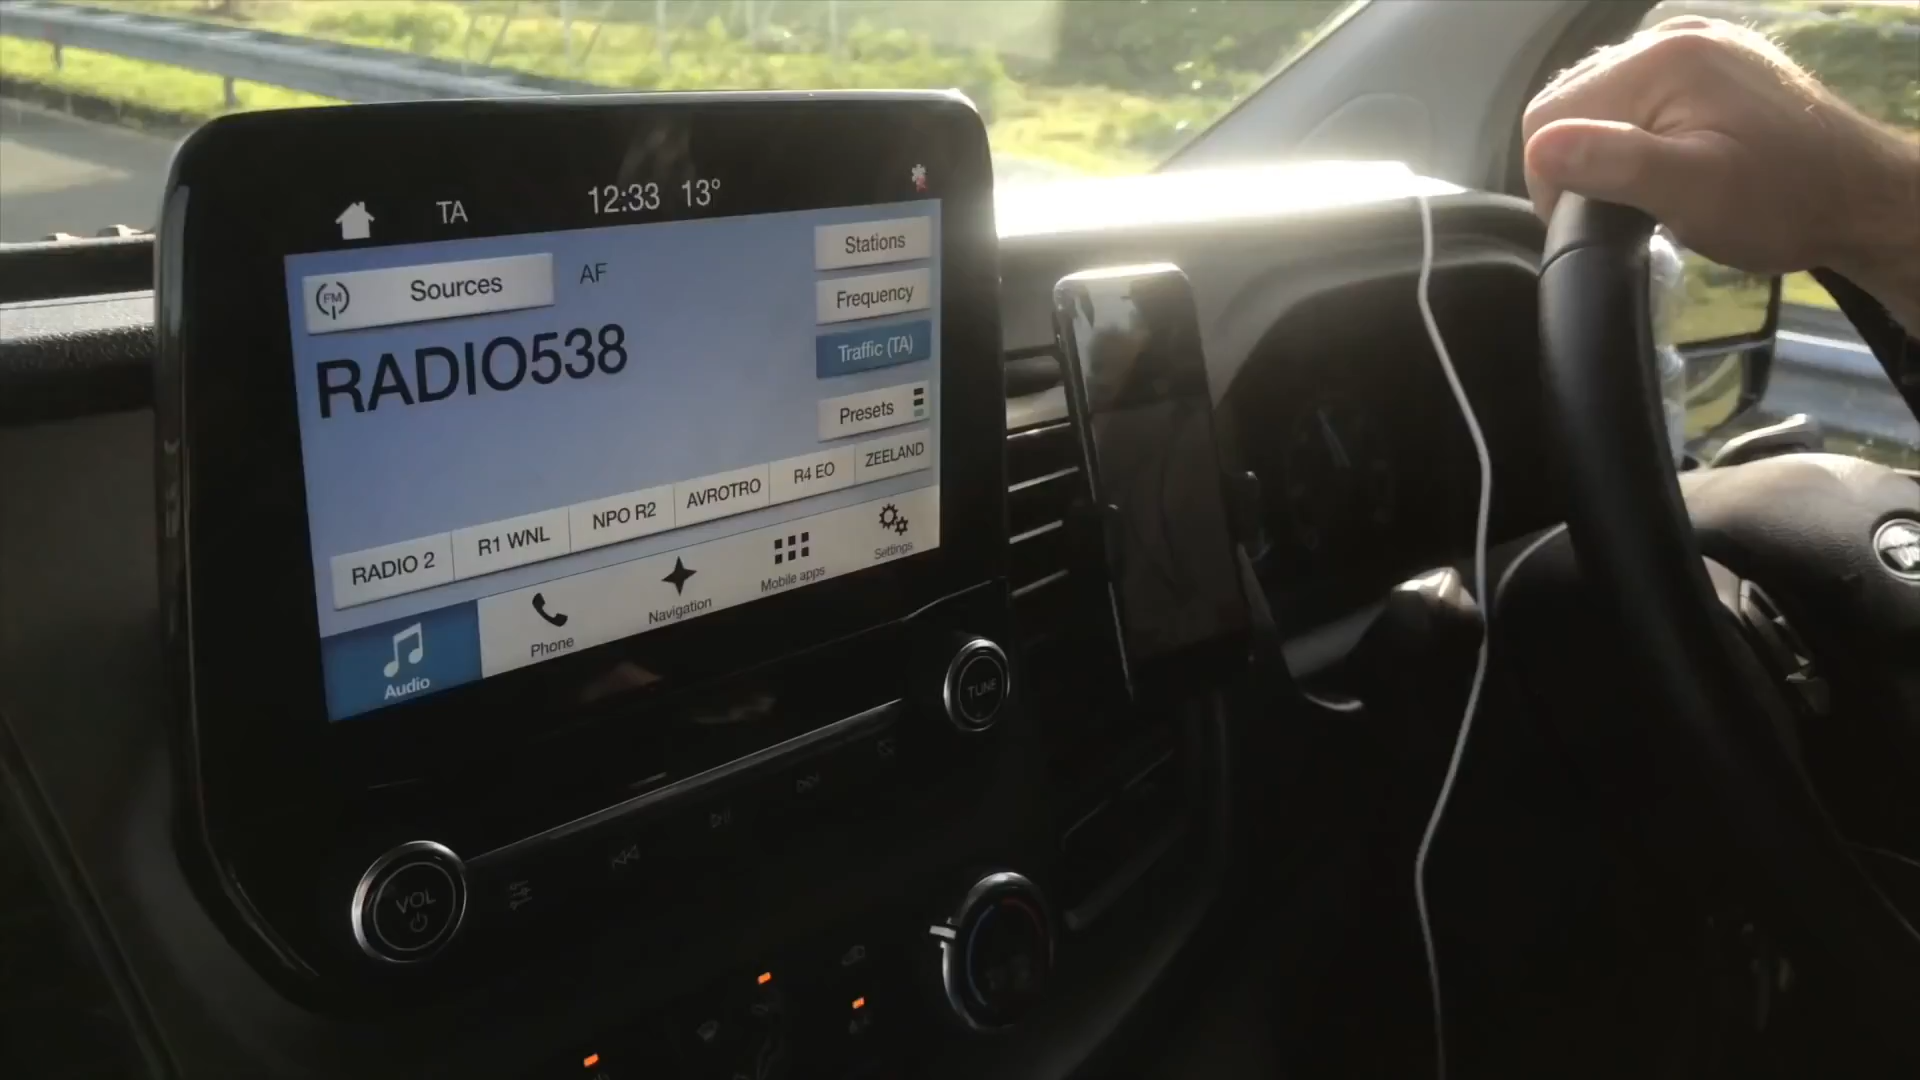 TA 12:33 13°
FM Sources AF Stations
Frequency
RADIO538
Traffic (TA)
Presets
RADIO 2 R1 WNL NPO R2 AVROTRO R4 EO ZEELAND
Audio Phone Navigation Mobile apps Settings
TUNE
VOL